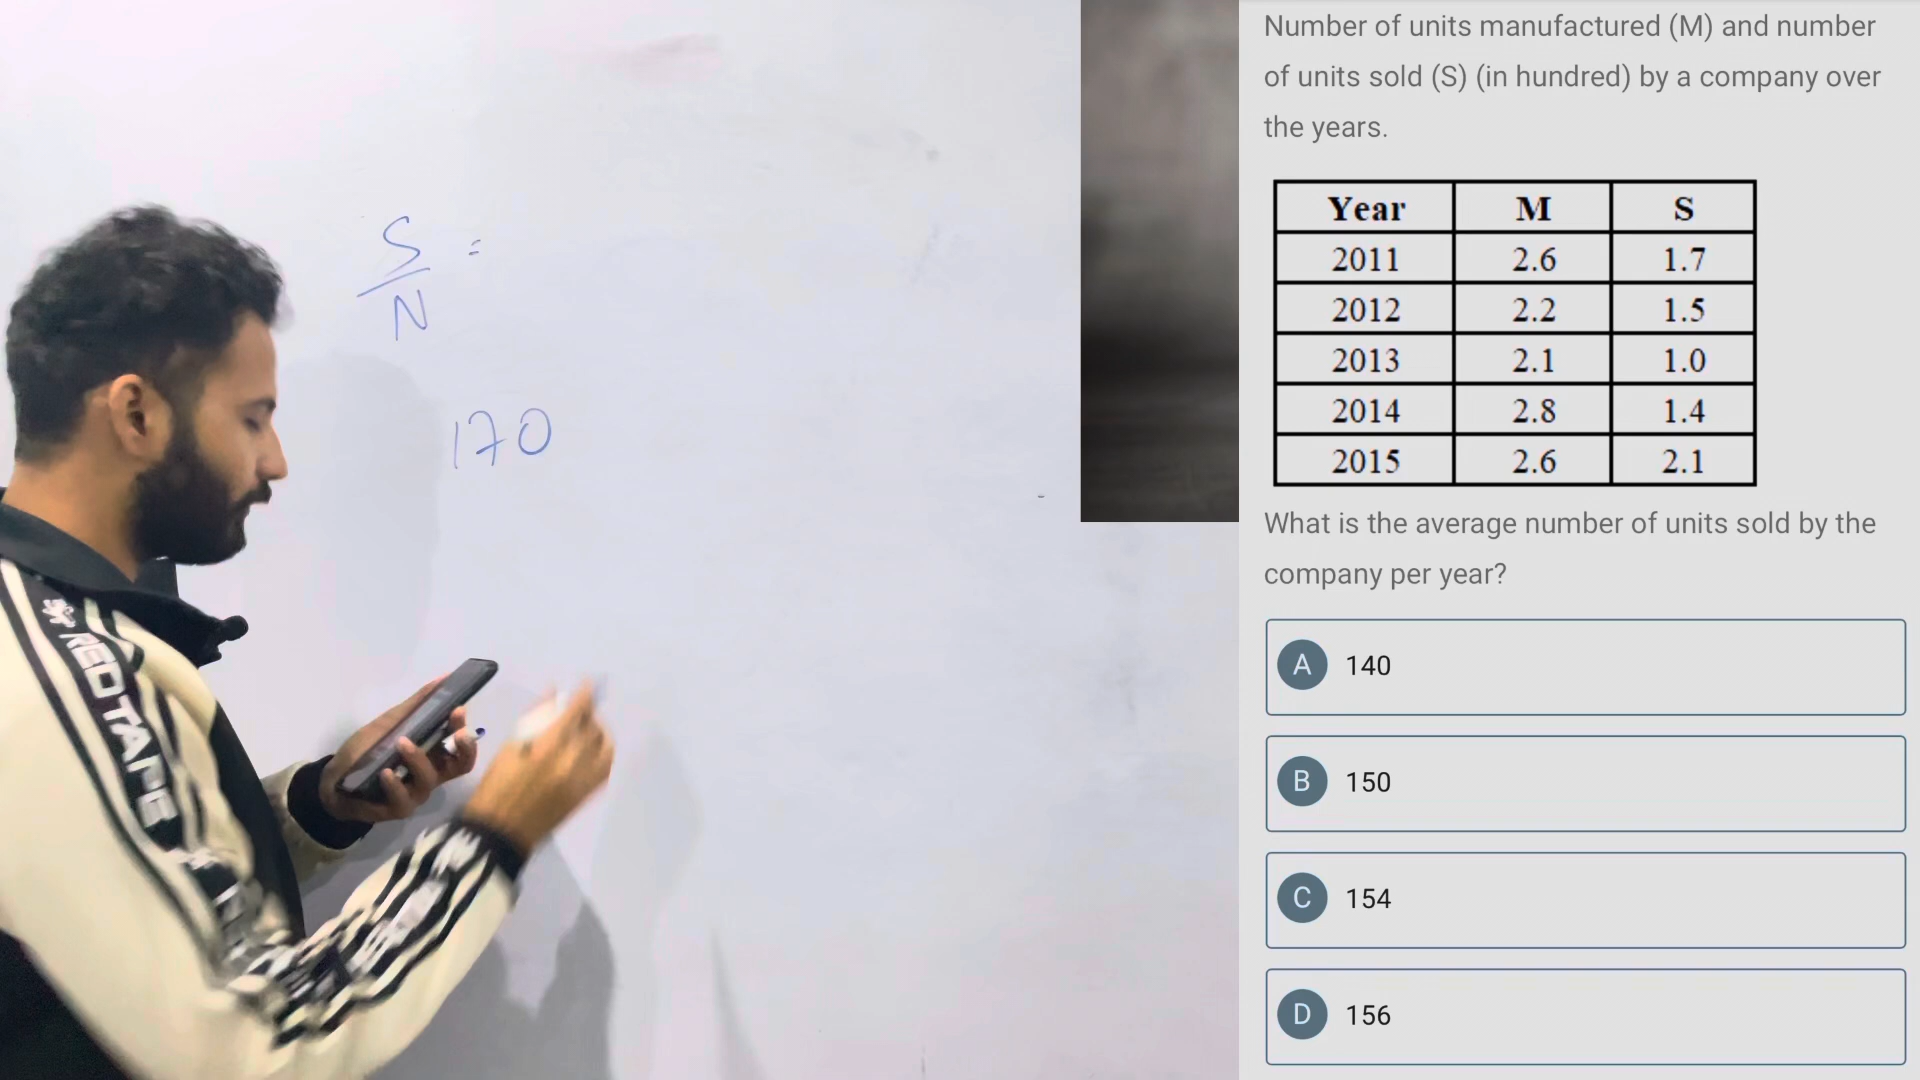 S =
N
170
RED TAPE
Number of units manufactured (M) and number
of units sold (S) (in hundred) by a company over
the years.
Year M S
2011 2.6 1.7
2012 2.2 1.5
2013 2.1 1.0
2014 2.8 1.4
2015 2.6 2.1
What is the average number of units sold by the
company per year?
A 140
B 150
C 154
D 156